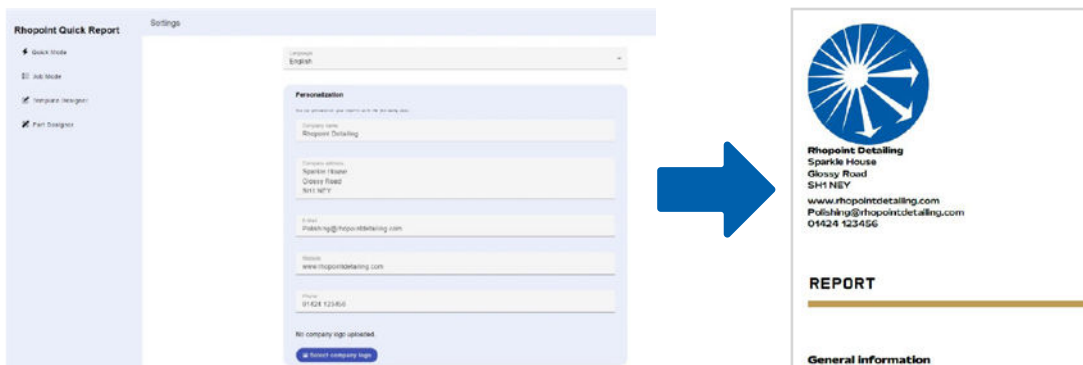 Rhopoint Quick Report
Quick Mode
Job Mode
Template Designer
Part Designer
Settings
Language
English
Personalization
Company name
Rhopoint Detailing
Company address
Sparkle House
Glossy Road
SH1 NEY
E-Mail
Polishing@rhopointdetailing.com
Website
www.rhopointdetailing.com
Phone
01424 123456
No company logo uploaded.
Select company logo
Rhopoint Detailing
Sparkle House
Glossy Road
SH1 NEY
www.rhopointdetailing.com
Polishing@rhopointdetailing.com
01424 123456
REPORT
General information